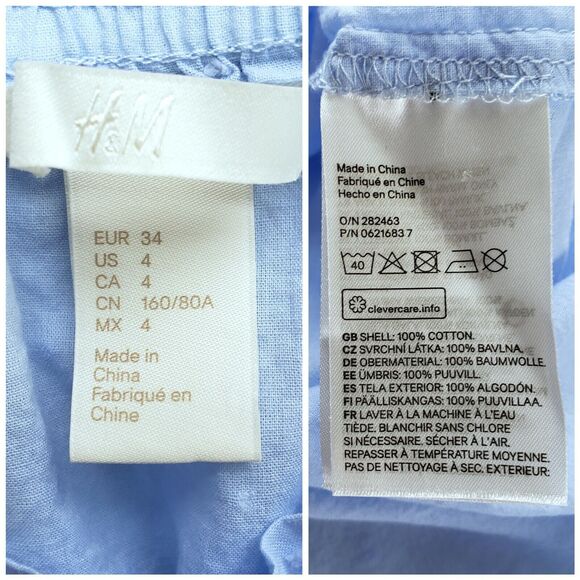 H&M
EUR 34
US 4
CA 4
CN 160/80A
MX 4
Made in
China
Fabriqué en
Chine
Made in China
Fabriqué en Chine
Hecho en China
O/N 282463
P/N 0621683 7
40
clevercare.info
GB SHELL: 100% COTTON.
CZ SVRCHNÍ LÁTKA: 100% BAVLNA.
DE OBERMATERIAL: 100% BAUMWOLLE.
EE ÜMBRIS: 100% PUUVILL.
ES TELA EXTERIOR: 100% ALGODÓN.
FI PÄÄLLISKANGAS: 100% PUUVILLAA.
FR LAVER À LA MACHINE À L'EAU
TIÈDE. BLANCHIR SANS CHLORE
SI NÉCESSAIRE. SÉCHER À L'AIR.
REPASSER À TEMPÉRATURE MOYENNE.
PAS DE NETTOYAGE À SEC. EXTERIEUR: